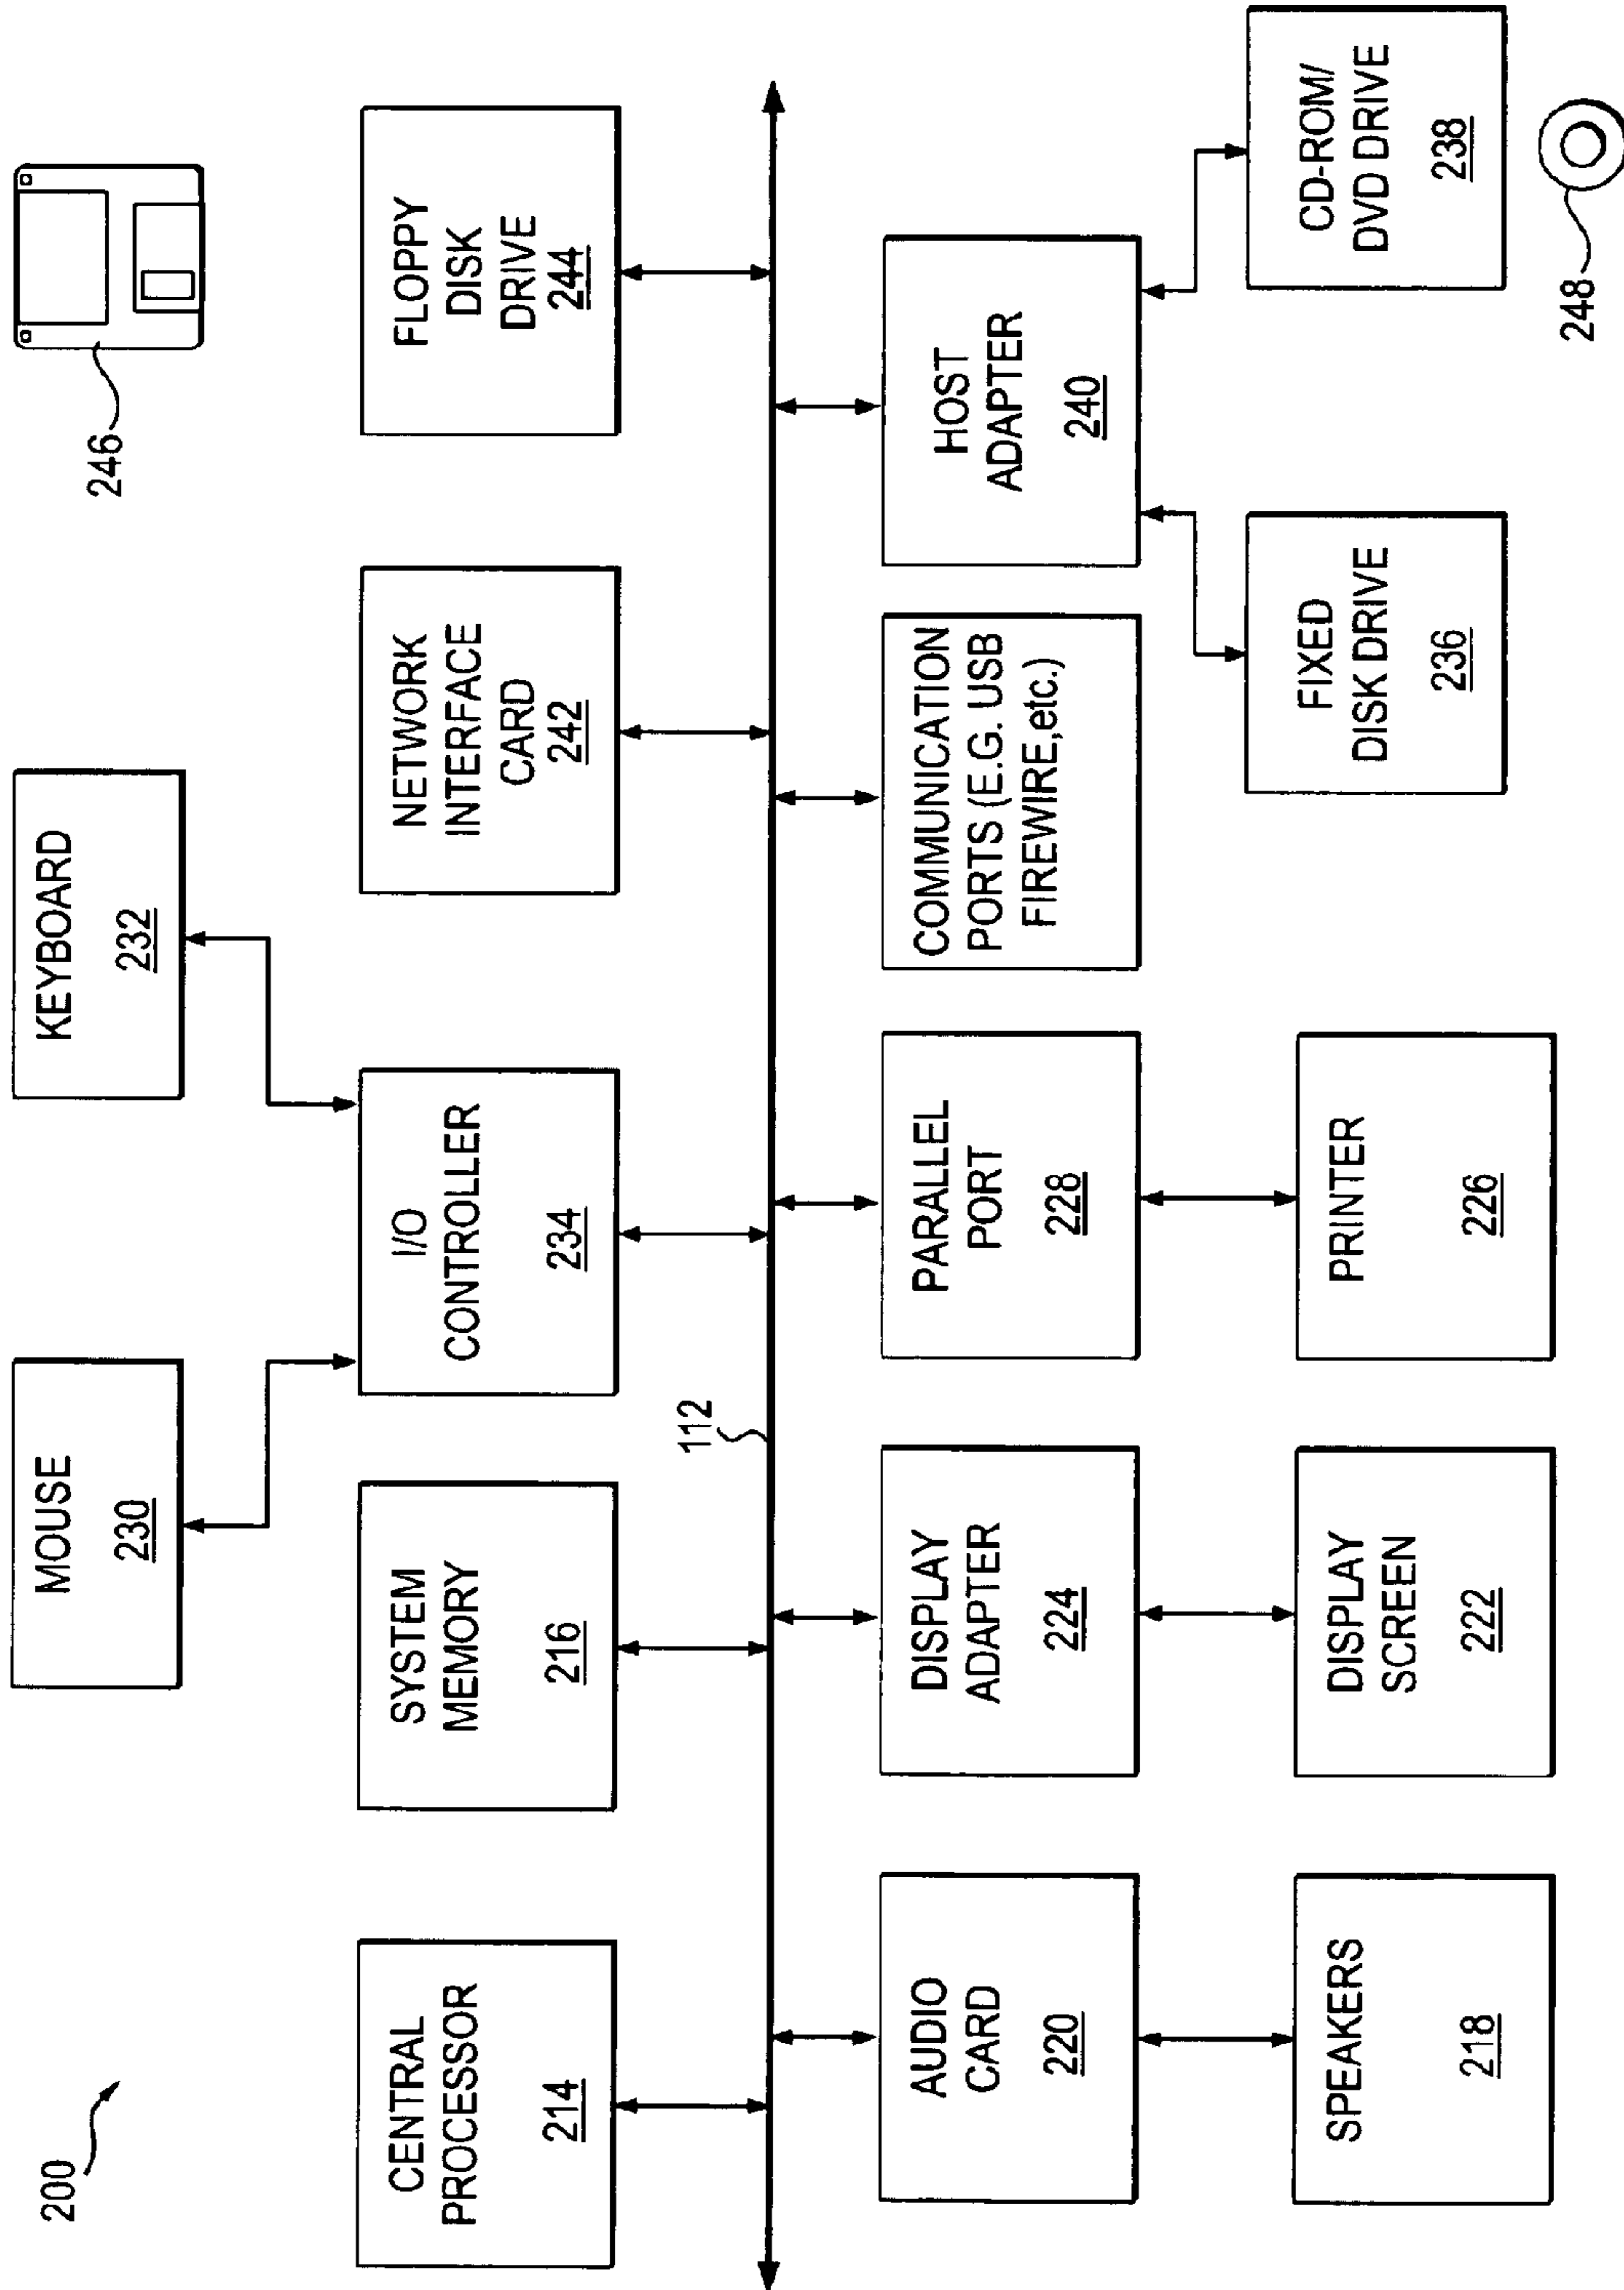 200
MOUSE
230
KEYBOARD
232
246
CENTRAL
PROCESSOR
214
SYSTEM
MEMORY
216
I/O
CONTROLLER
234
NETWORK
INTERFACE
CARD
242
FLOPPY
DISK
DRIVE
244
112
AUDIO
CARD
220
DISPLAY
ADAPTER
224
PARALLEL
PORT
228
COMMUNICATION
PORTS (E.G. USB
FIREWIRE,etc.)
HOST
ADAPTER
240
SPEAKERS
218
DISPLAY
SCREEN
222
PRINTER
226
FIXED
DISK DRIVE
236
CD-ROM/
DVD DRIVE
238
248